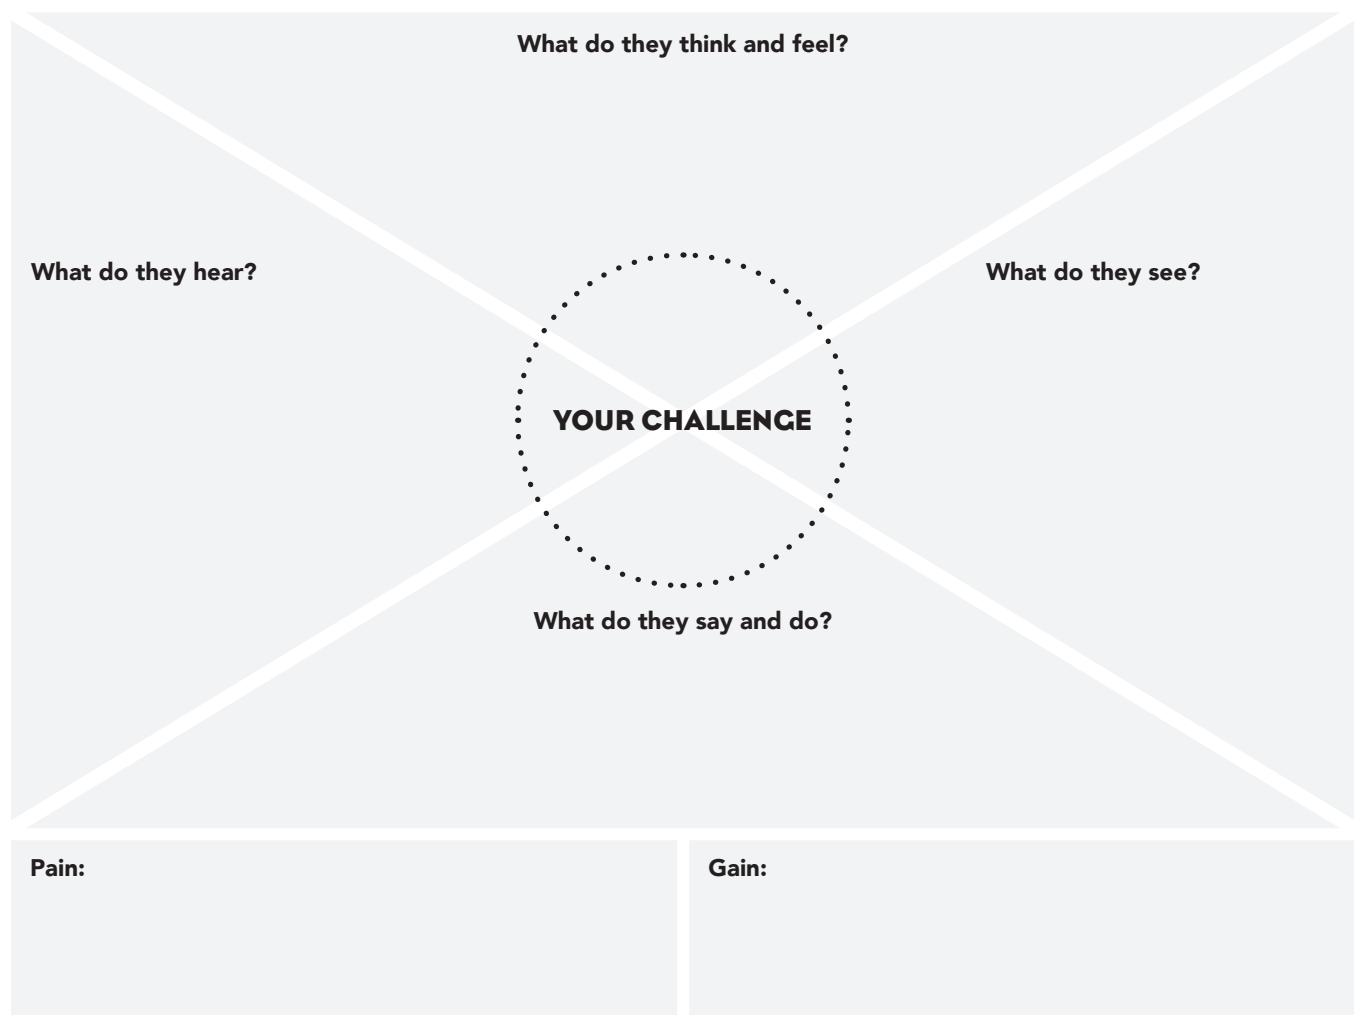 What do they think and feel?
What do they hear?
What do they see?
YOUR CHALLENGE
What do they say and do?
Pain:
Gain: